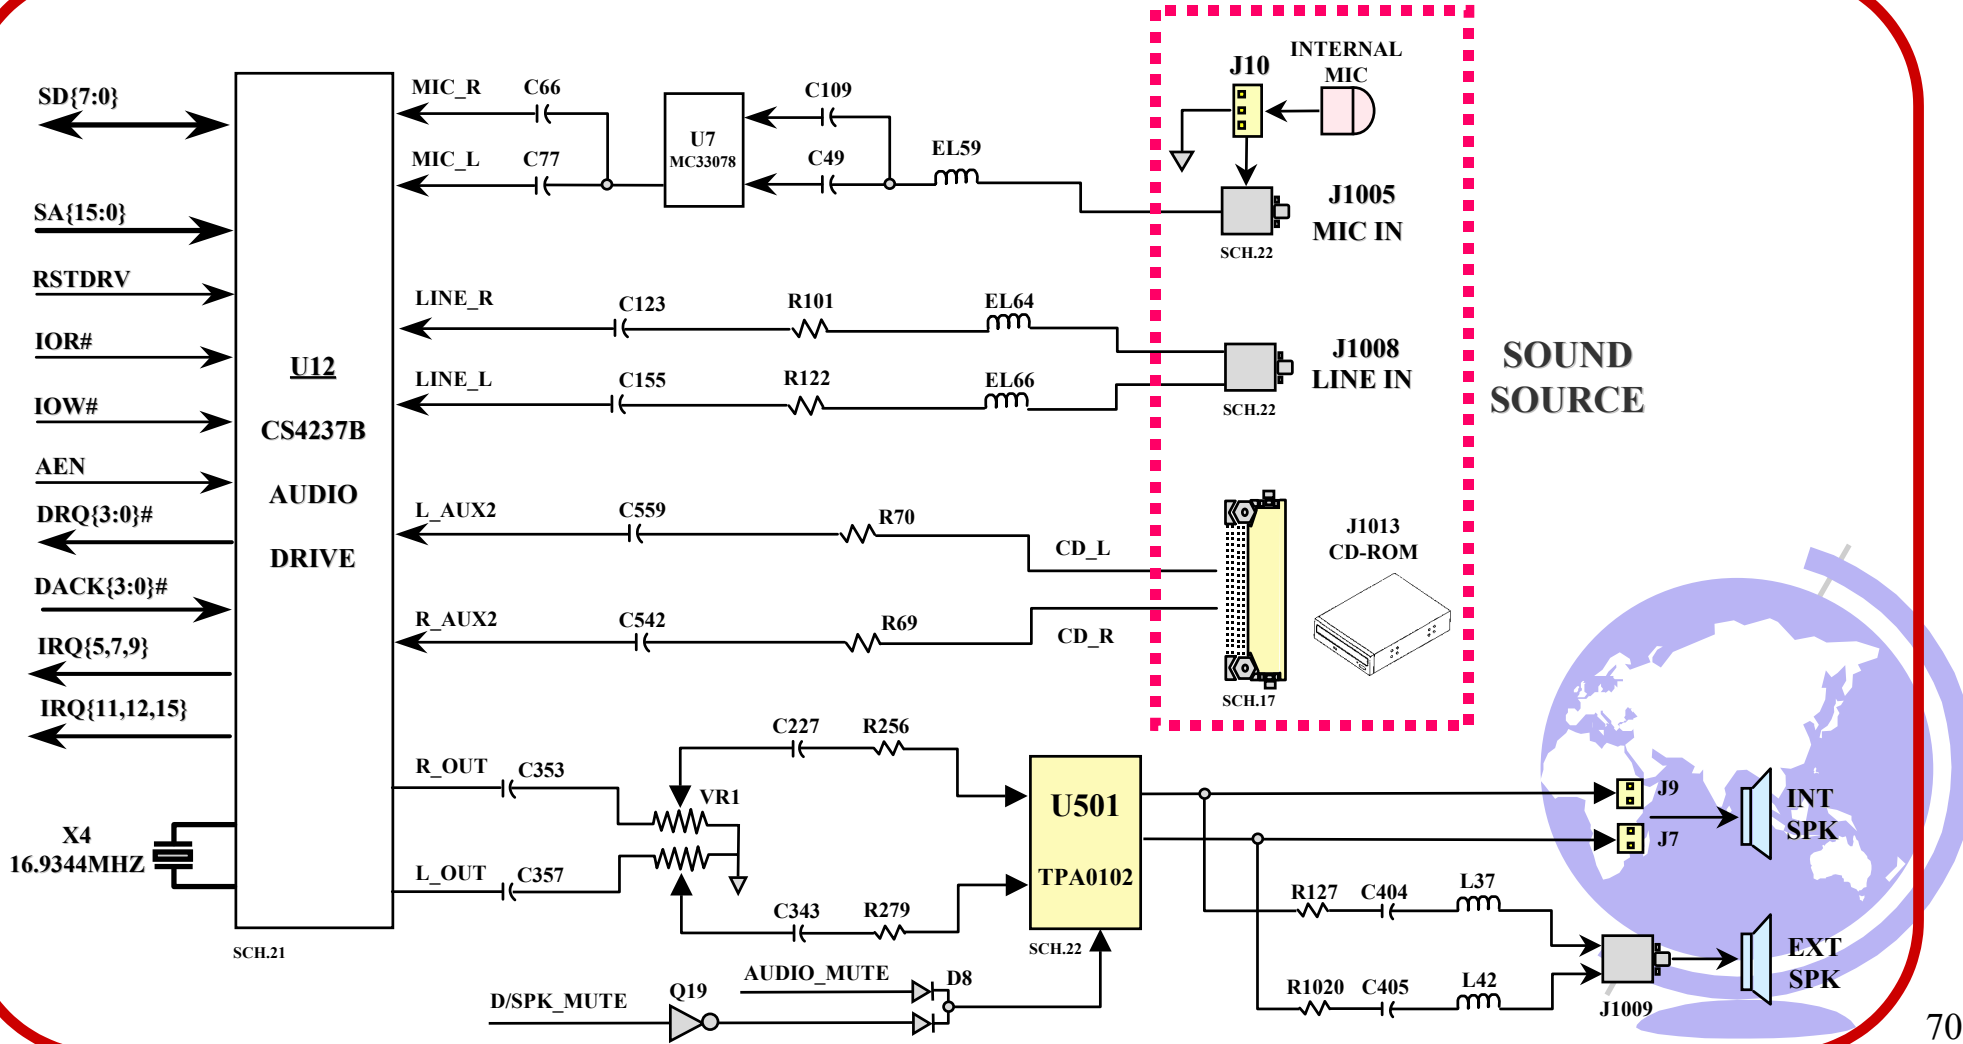 SD{7:0}
SA{15:0}
RSTDRV
IOR#
IOW#
AEN
DRQ{3:0}#
DACK{3:0}#
IRQ{5,7,9}
IRQ{11,12,15}
X4
16.9344MHZ
U12
CS4237B
AUDIO
DRIVE
SCH.21
MIC_R
C66
MIC_L
C77
U7
MC33078
C109
C49
EL59
J10
INTERNAL
MIC
J1005
MIC IN
SCH.22
LINE_R
C123
R101
EL64
LINE_L
C155
R122
EL66
J1008
LINE IN
SCH.22
SOUND
SOURCE
L_AUX2
C559
R70
CD_L
R_AUX2
C542
R69
CD_R
J1013
CD-ROM
SCH.17
R_OUT
C353
L_OUT
C357
VR1
C227
R256
C343
R279
U501
TPA0102
SCH.22
AUDIO_MUTE
D8
D/SPK_MUTE
Q19
J9
J7
INT
SPK
R127
C404
L37
R1020
C405
L42
J1009
EXT
SPK
70